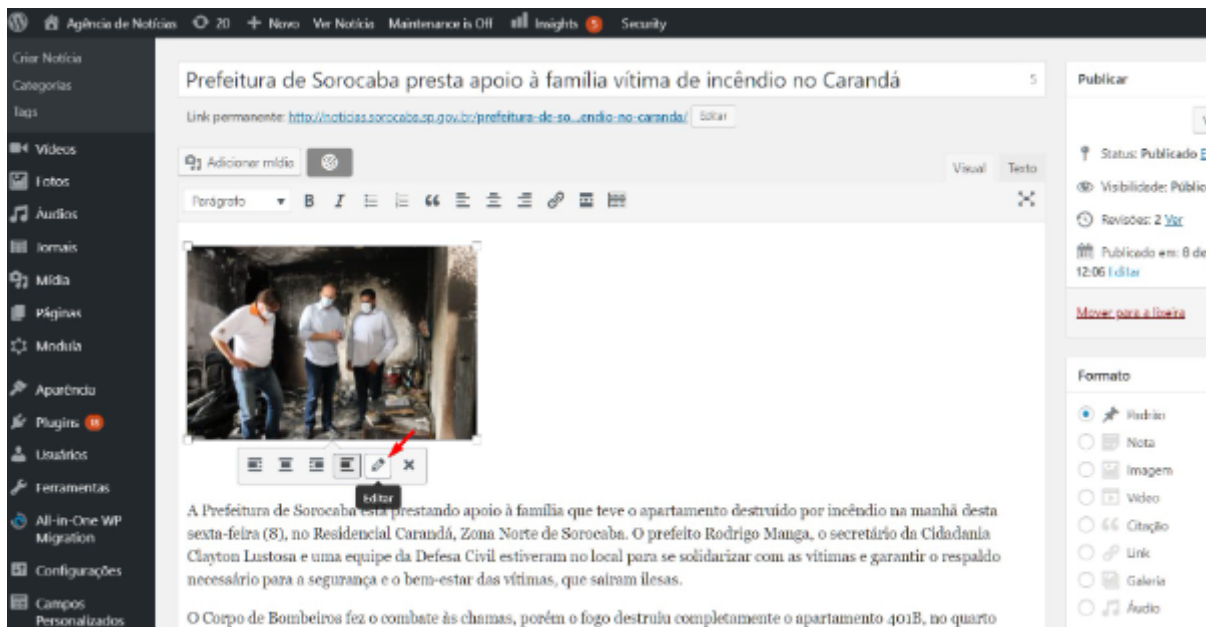 Agência de Notícias 20 Novo Ver Notícia Maintenance is Off Insights 5 Security
Criar Notícia
Categorias
Tags
Vídeos
Fotos
Áudios
Jornais
Mídia
Páginas
Modula
Aparência
Plugins 18
Usuários
Ferramentas
All-in-One WP
Migration
Configurações
Campos
Personalizados
Prefeitura de Sorocaba presta apoio à família vítima de incêndio no Carandá
Link permanente: http://noticias.sorocaba.sp.gov.br/prefeitura-de-so...endio-no-caranda/ Editar
Adicionar mídia
Visual Texto
Parágrafo B I
Editar
A Prefeitura de Sorocaba está prestando apoio à família que teve o apartamento destruído por incêndio na manhã desta
sexta-feira (8), no Residencial Carandá, Zona Norte de Sorocaba. O prefeito Rodrigo Manga, o secretário da Cidadania
Clayton Lustosa e uma equipe da Defesa Civil estiveram no local para se solidarizar com as vítimas e garantir o respaldo
necessário para a segurança e o bem-estar das vítimas, que saíram ilesas.
O Corpo de Bombeiros fez o combate às chamas, porém o fogo destruiu completamente o apartamento 401B, no quarto
Publicar
Status: Publicado
Visibilidade: Públic
Revisões: 2 Ver
Publicado em: 8 de
12:06 Editar
Mover para a lixeira
Formato
Padrão
Nota
Imagem
Vídeo
Citação
Link
Galeria
Áudio